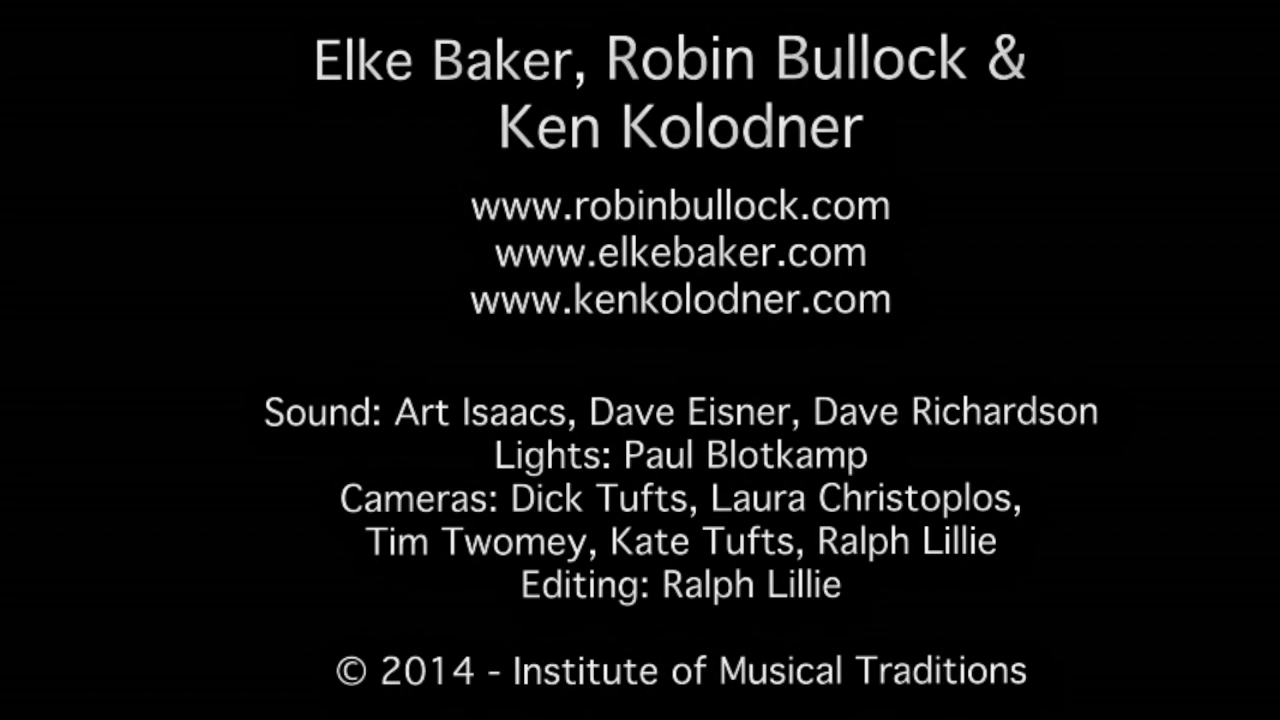 Elke Baker, Robin Bullock &
Ken Kolodner
www.robinbullock.com
www.elkebaker.com
www.kenkolodner.com
Sound: Art Isaacs, Dave Eisner, Dave Richardson
Lights: Paul Blotkamp
Cameras: Dick Tufts, Laura Christoplos,
Tim Twomey, Kate Tufts, Ralph Lillie
Editing: Ralph Lillie
© 2014 - Institute of Musical Traditions